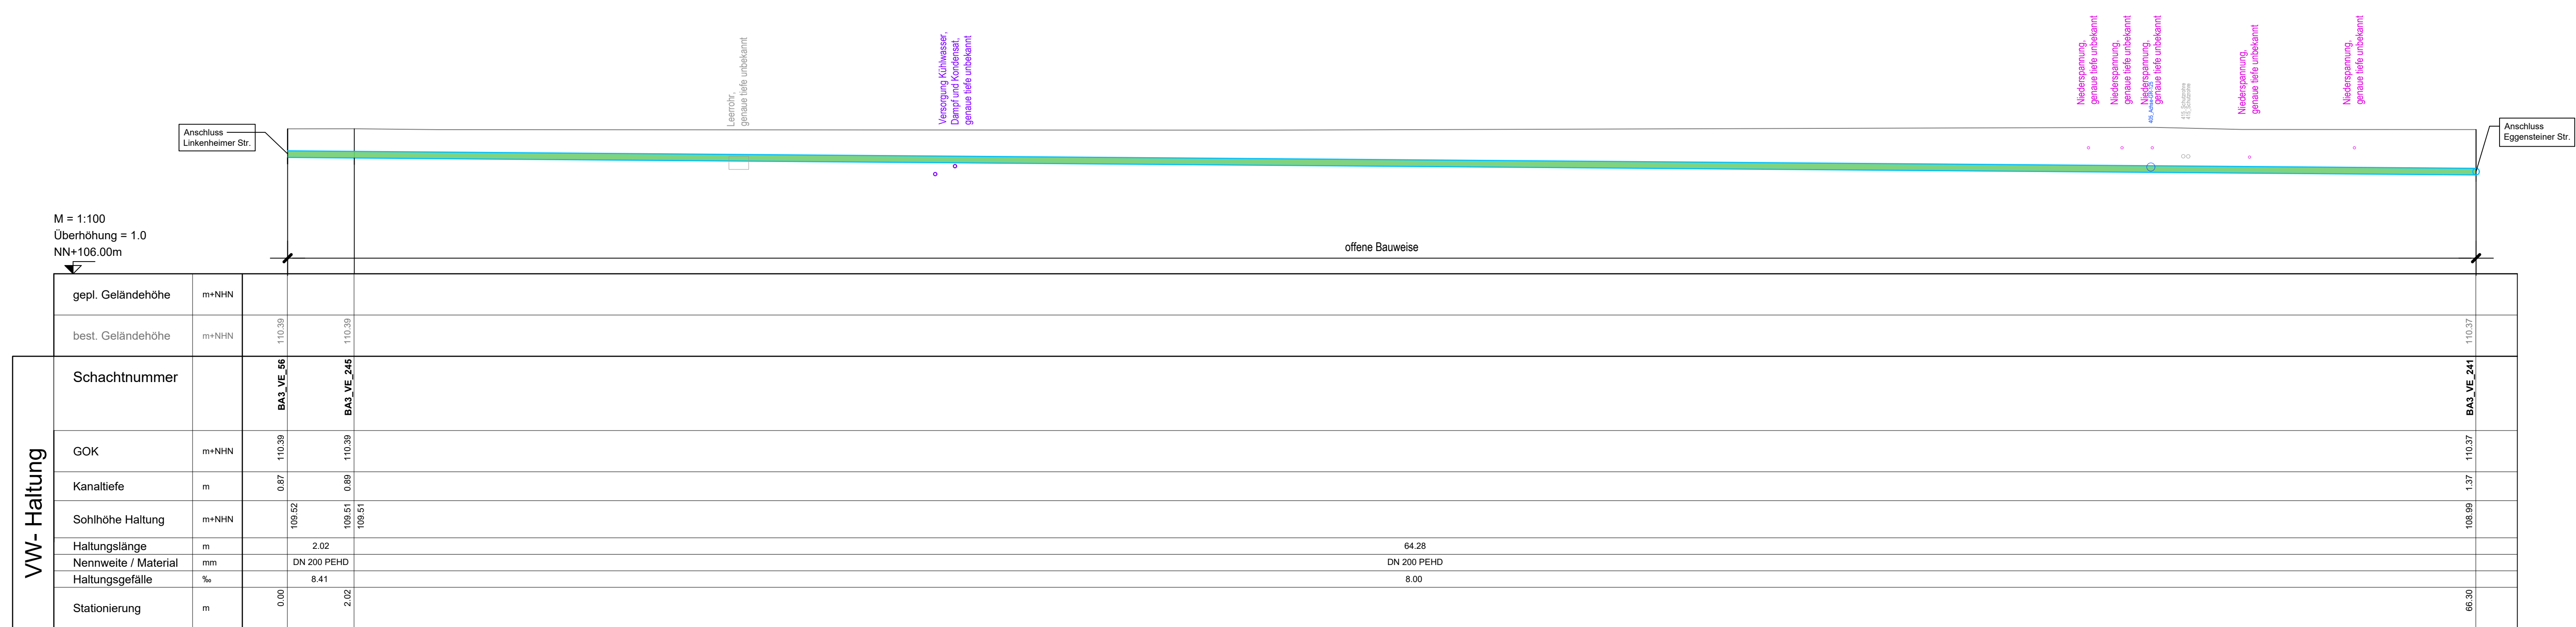 Leerrohr,
genaue tiefe unbekannt
Versorgung Kühlwasser,
Dampf und Kondensat,
genaue tiefe unbekannt
Niederspannung,
genaue tiefe unbekannt
Niederspannung,
genaue tiefe unbekannt
Niederspannung,
genaue tiefe unbekannt
Niederspannung,
genaue tiefe unbekannt
Niederspannung,
genaue tiefe unbekannt
Anschluss
Linkenheimer Str.
Anschluss
Eggensteiner Str.
M = 1:100
Überhöhung = 1.0
NN+106.00m
offene Bauweise
gepl. Geländehöhe m+NHN
best. Geländehöhe m+NHN 110.39 110.39 110.37
VW- Haltung
Schachtnummer BA3_VE_56 BA3_VE_245 BA3_VE_241
GOK m+NHN 110.39 110.39 110.37
Kanaltiefe m 0.87 0.89 1.37
Sohlhöhe Haltung m+NHN 109.52 109.51 109.51 108.99
Haltungslänge m 2.02 64.28
Nennweite / Material mm DN 200 PEHD DN 200 PEHD
Haltungsgefälle ‰ 8.41 8.00
Stationierung m 0.00 2.02 66.30